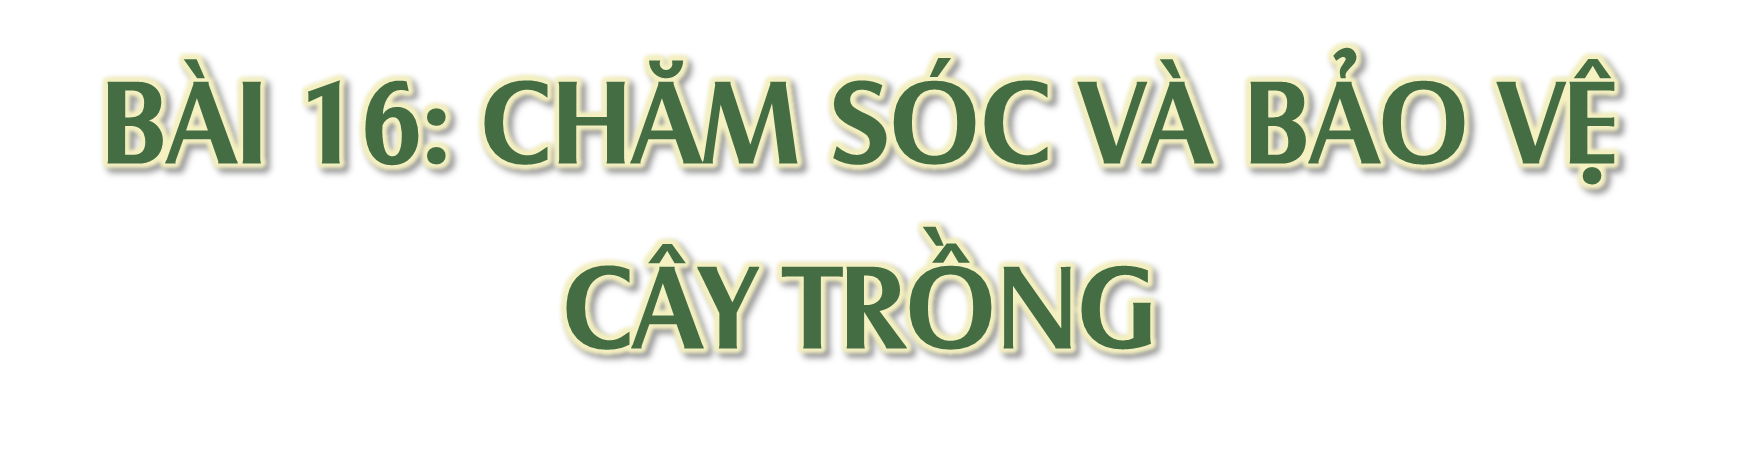 BÀI 16: CHĂM SÓC VÀ BẢO VỆ
CÂY TRỒNG